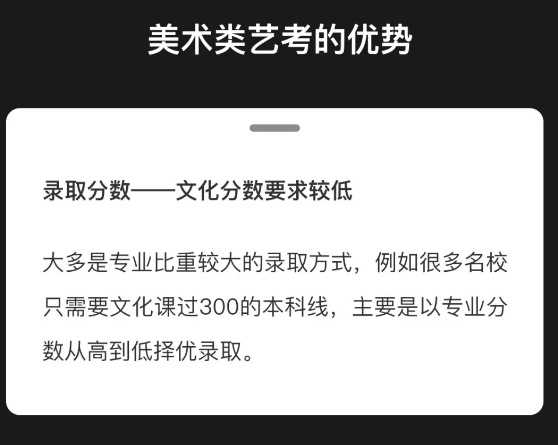 美术类艺考的优势
录取分数——文化分数要求较低
大多是专业比重较大的录取方式，例如很多名校
只需要文化课过300的本科线，主要是以专业分
数从高到低择优录取。